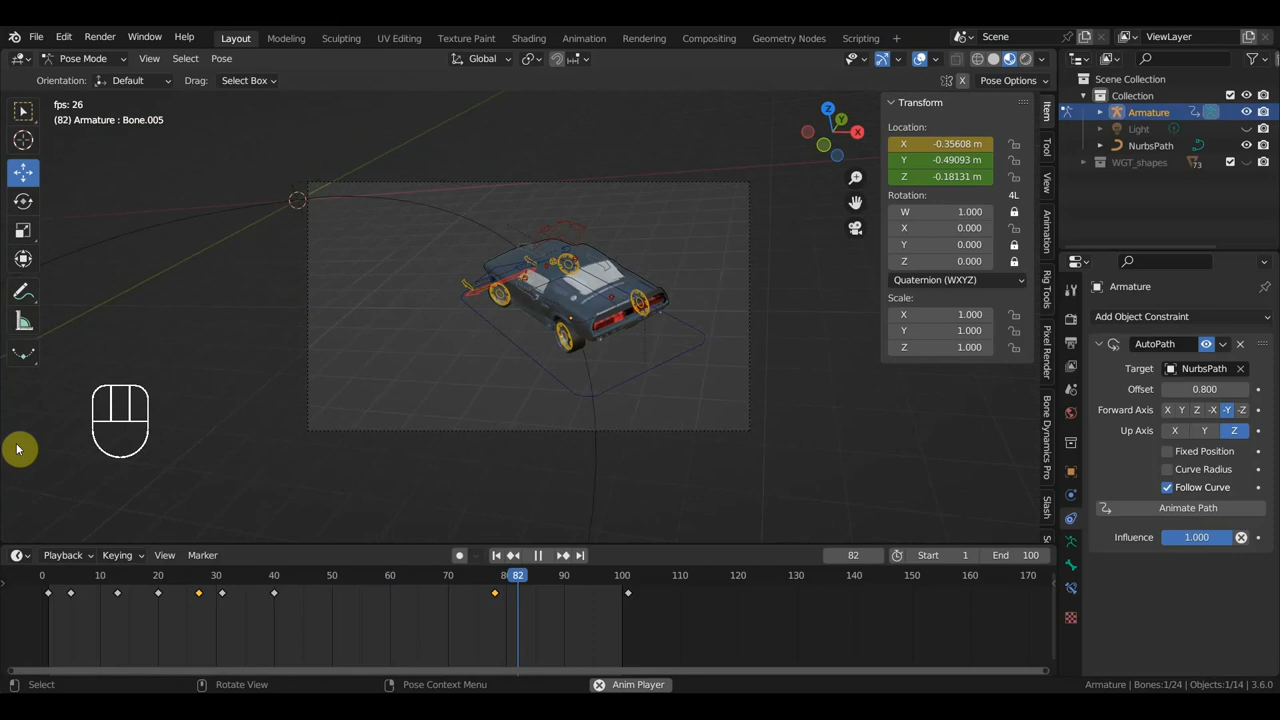 File Edit Render Window Help Layout Modeling Sculpting UV Editing Texture Paint Shading Animation Rendering Compositing Geometry Nodes Scripting + Scene ViewLayer
Pose Mode View Select Pose Global
Orientation: Default Drag: Select Box X Pose Options
fps: 26
(82) Armature : Bone.005
Z
Y
X
Transform
Location:
X -0.35608 m
Y -0.49093 m
Z -0.18131 m
Rotation: 4L
W 1.000
X 0.000
Y 0.000
Z 0.000
Quaternion (WXYZ)
Scale:
X 1.000
Y 1.000
Z 1.000
Item
Tool
View
Animation
Rig Tools
Pixel Render
Bone Dynamics Pro
Slash
Scene Collection
Collection
Armature
Light
NurbsPath
WGT_shapes 73
Armature
Add Object Constraint
AutoPath
Target NurbsPath
Offset 0.800
Forward Axis X Y Z -X -Y -Z
Up Axis X Y Z
Fixed Position
Curve Radius
Follow Curve
Animate Path
Influence 1.000
Playback Keying View Marker 82 Start 1 End 100
0 10 20 30 40 50 60 70 82 90 100 110 120 130 140 150 160 170
Select Rotate View Pose Context Menu Anim Player Armature | Bones:1/24 | Objects:1/14 | 3.6.0